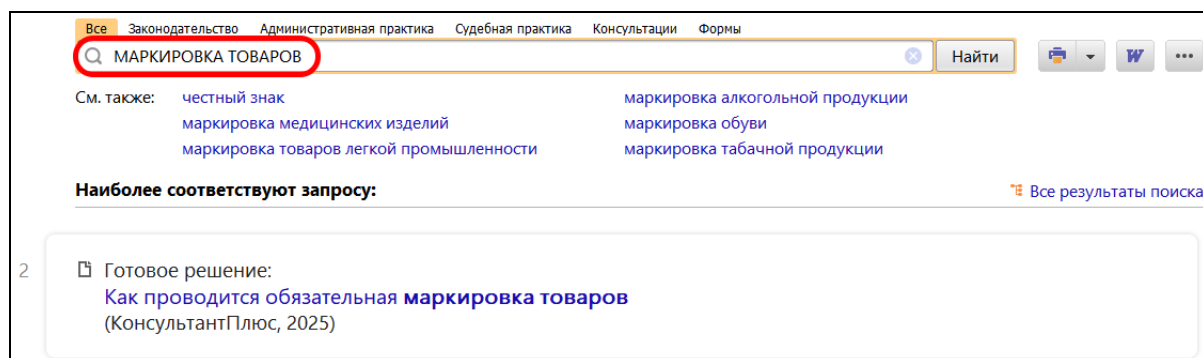 Все Законодательство Административная практика Судебная практика Консультации Формы
МАРКИРОВКА ТОВАРОВ Найти W
См. также: честный знак маркировка алкогольной продукции
маркировка медицинских изделий маркировка обуви
маркировка товаров легкой промышленности маркировка табачной продукции
Наиболее соответствуют запросу: Все результаты поиска
2 Готовое решение:
Как проводится обязательная маркировка товаров
(КонсультантПлюс, 2025)